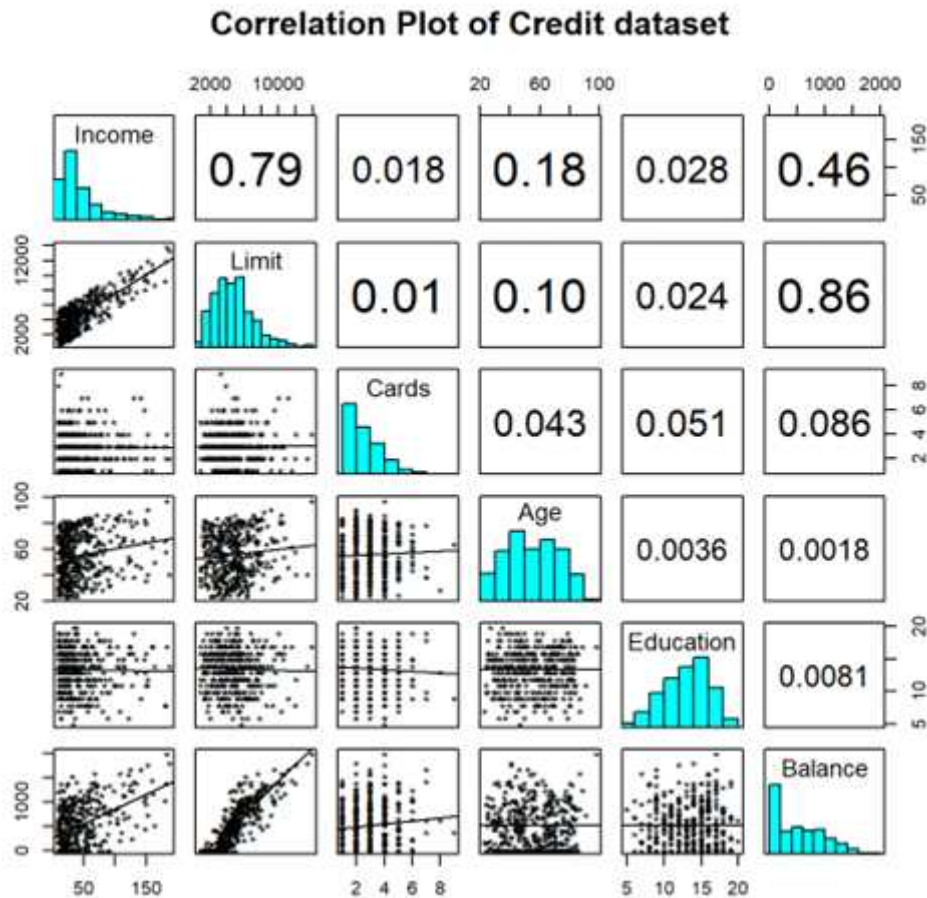 Correlation Plot of Credit dataset
2000 10000 20 60 100 0 1000 2000
Income 0.79 0.018 0.18 0.028 0.46 50 150
2000 12000 Limit 0.01 0.10 0.024 0.86
Cards 0.043 0.051 0.086 2 4 6 8
20 60 100 Age 0.0036 0.0018
Education 0.0081 5 10 15 20
0 1000 Balance
50 150 2 4 6 8 5 10 15 20